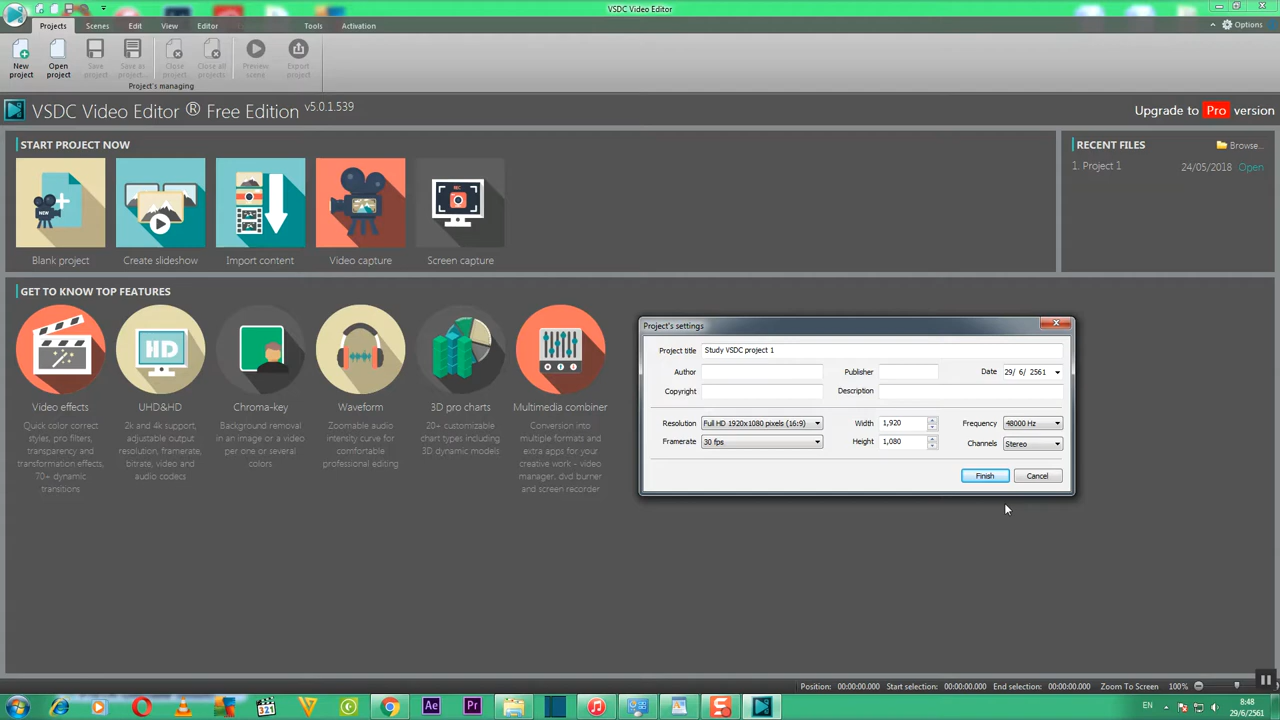 VSDC Video Editor
Projects Scenes Edit View Editor Tools Activation Options
New project
Open project
Save project
Save as project...
Close project
Close all projects
Preview scene
Export project
Project's managing
VSDC Video Editor ® Free Edition v5.0.1.539
Upgrade to Pro version
START PROJECT NOW
NEW
REC
Blank project
Create slideshow
Import content
Video capture
Screen capture
RECENT FILES Browse...
1. Project 1 24/05/2018 Open
GET TO KNOW TOP FEATURES
HD
Video effects
Quick color correct
styles, pro filters,
transparency and
transformation effects,
70+ dynamic
transitions
UHD&HD
2k and 4k support,
adjustable output
resolution, framerate,
bitrate, video and
audio codecs
Chroma-key
Background removal
in an image or a video
per one or several
colors
Waveform
Zoomable audio
intensity curve for
comfortable
professional editing
3D pro charts
20+ customizable
chart types including
3D dynamic models
Multimedia combiner
Conversion into
multiple formats and
extra apps for your
creative work - video
manager, dvd burner
and screen recorder
Project's settings
Project title Study VSDC project 1
Author Publisher Date 29/ 6/ 2561
Copyright Description
Resolution Full HD 1920x1080 pixels (16:9) Width 1,920 Frequency 48000 Hz
Framerate 30 fps Height 1,080 Channels Stereo
Finish Cancel
Position: 00:00:00.000 Start selection: 00:00:00.000 End selection: 00:00:00.000 Zoom To Screen 100%
321
Ae
Pr
S
EN
8:48
29/6/2561